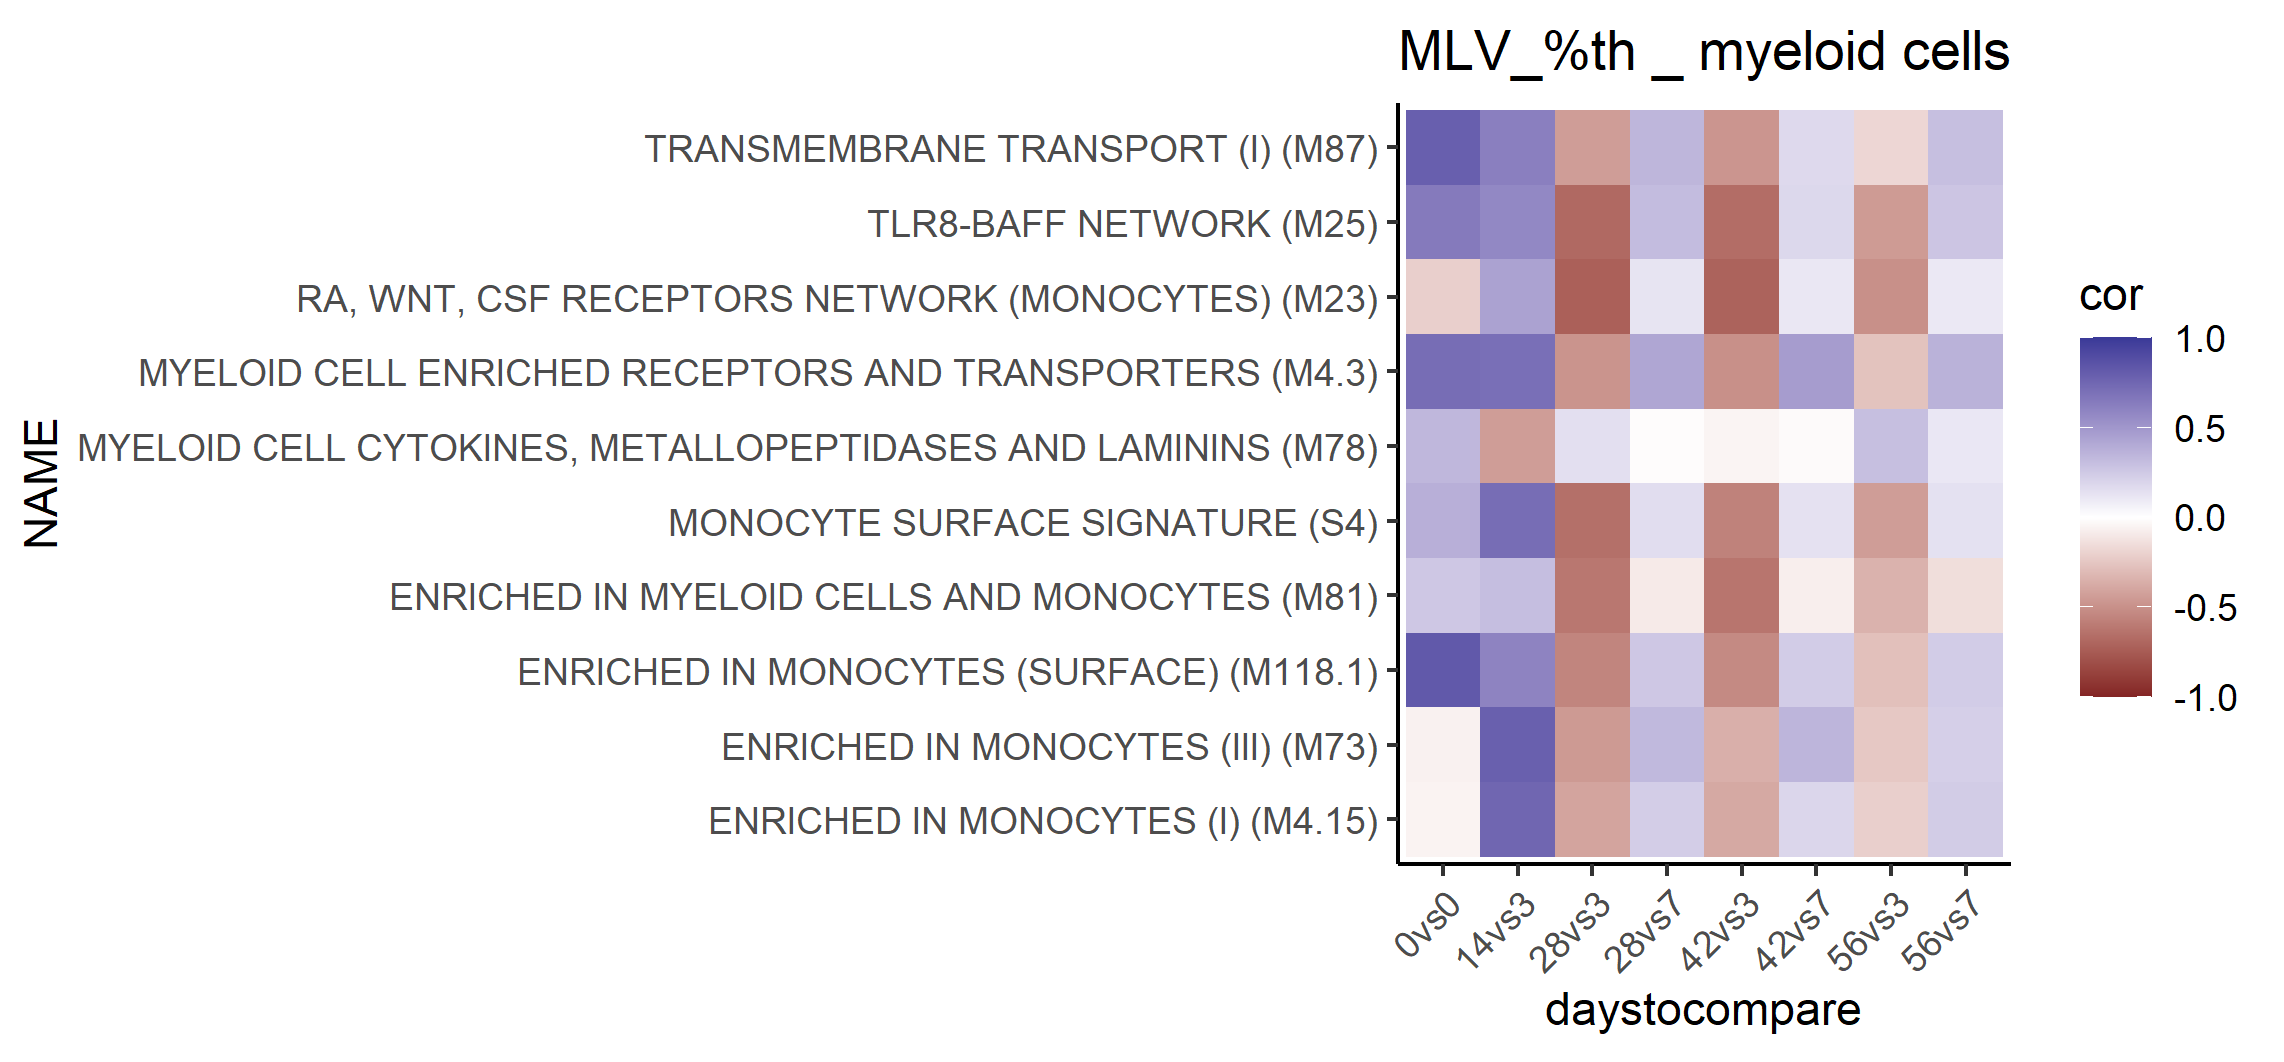 MLV_%th _ myeloid cells
TRANSMEMBRANE TRANSPORT (I) (M87)
TLR8-BAFF NETWORK (M25)
RA, WNT, CSF RECEPTORS NETWORK (MONOCYTES) (M23)
MYELOID CELL ENRICHED RECEPTORS AND TRANSPORTERS (M4.3)
MYELOID CELL CYTOKINES, METALLOPEPTIDASES AND LAMININS (M78)
MONOCYTE SURFACE SIGNATURE (S4)
ENRICHED IN MYELOID CELLS AND MONOCYTES (M81)
ENRICHED IN MONOCYTES (SURFACE) (M118.1)
ENRICHED IN MONOCYTES (III) (M73)
ENRICHED IN MONOCYTES (I) (M4.15)
NAME
0vs0
14vs3
28vs3
28vs7
42vs3
42vs7
56vs3
56vs7
daystocompare
cor
1.0
0.5
0.0
-0.5
-1.0